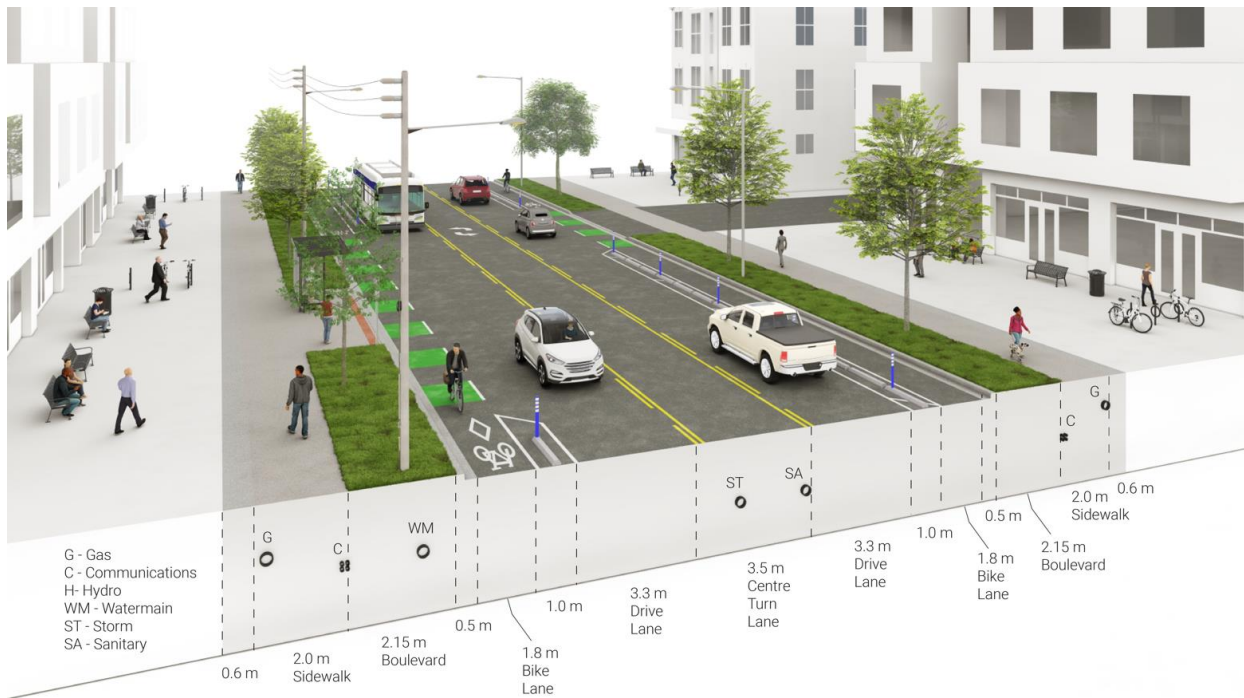 G
C
WM
ST
SA
C
G
G - Gas
C - Communications
H- Hydro
WM - Watermain
ST - Storm
SA - Sanitary
0.6 m
2.0 m
Sidewalk
2.15 m
Boulevard
0.5 m
1.8 m
Bike
Lane
1.0 m
3.3 m
Drive
Lane
3.5 m
Centre
Turn
Lane
3.3 m
Drive
Lane
1.0 m
1.8 m
Bike
Lane
0.5 m
2.15 m
Boulevard
2.0 m
Sidewalk
0.6 m